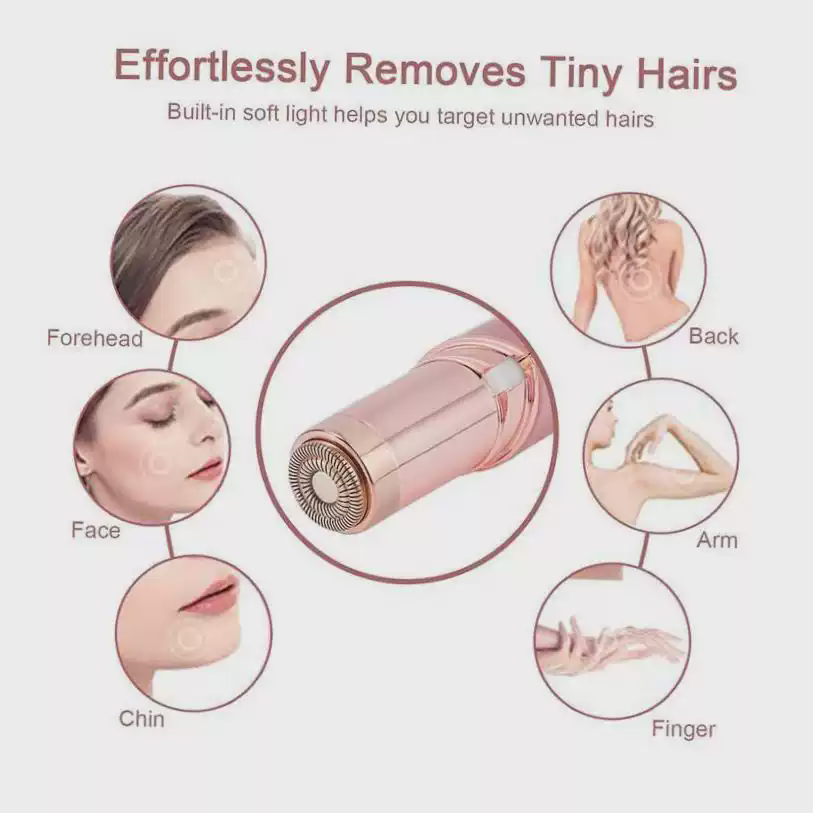 Effortlessly Removes Tiny Hairs
Built-in soft light helps you target unwanted hairs
Forehead
Back
Face
Arm
Chin
Finger